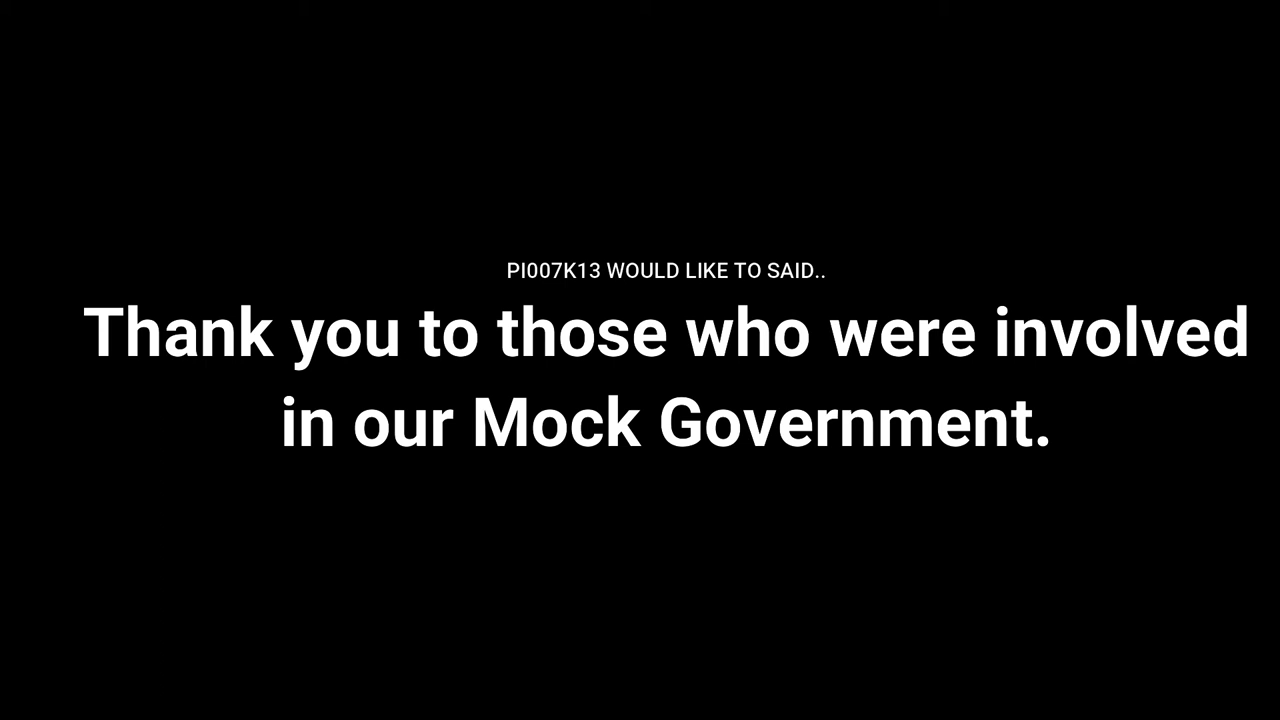 PI007K13 WOULD LIKE TO SAID..
Thank you to those who were involved
in our Mock Government.